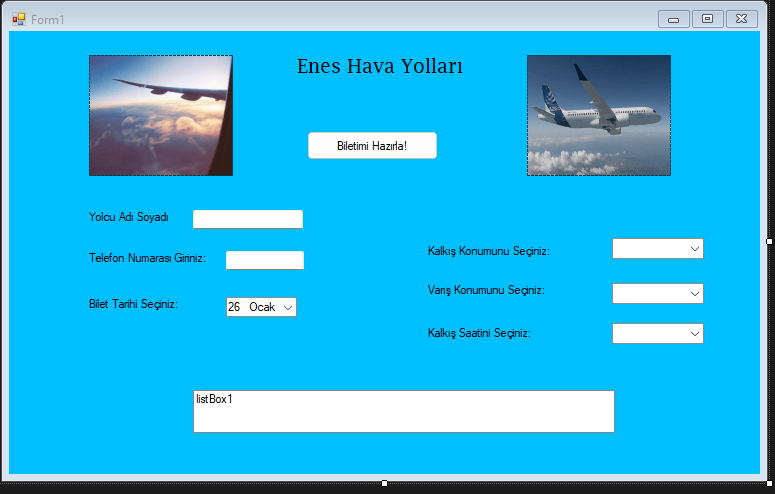 Form1
Enes Hava Yolları
Biletimi Hazırla!
Yolcu Adı Soyadı
Telefon Numarası Giriniz:
Bilet Tarihi Seçiniz:
26 Ocak
Kalkış Konumunu Seçiniz:
Varış Konumunu Seçiniz:
Kalkış Saatini Seçiniz:
listBox1